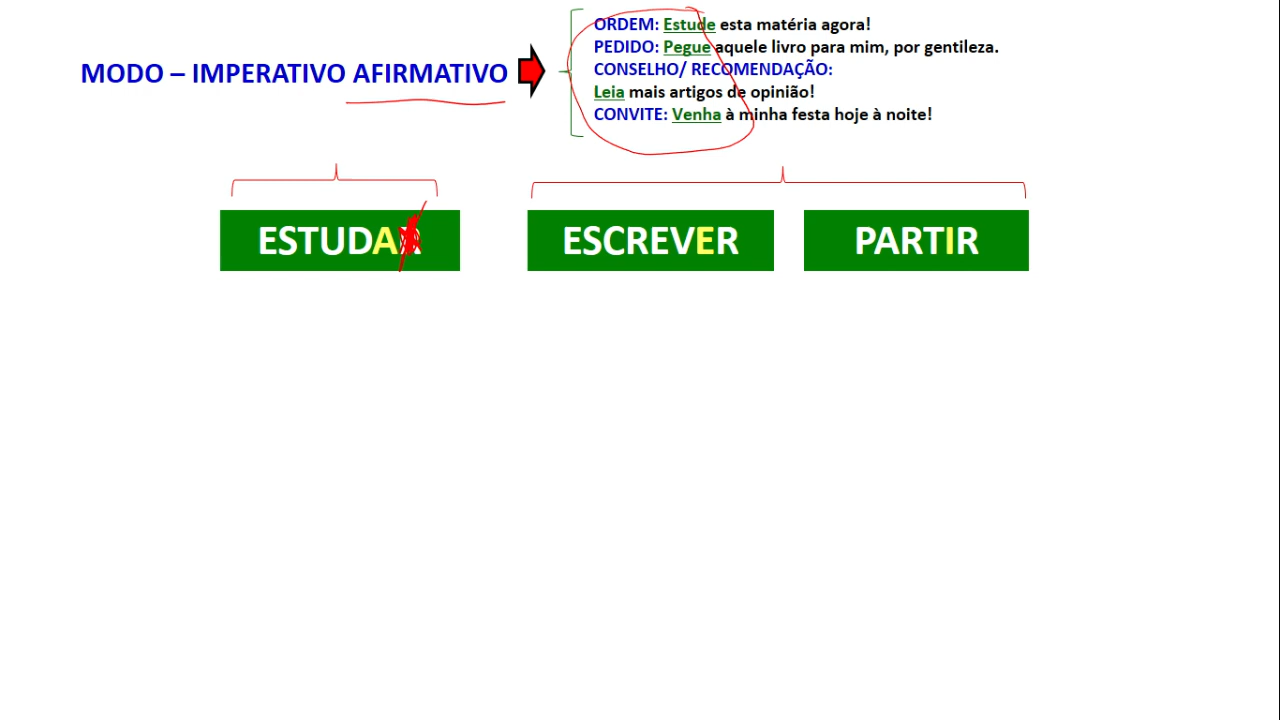 ORDEM: Estude esta matéria agora!
PEDIDO: Pegue aquele livro para mim, por gentileza.
MODO – IMPERATIVO AFIRMATIVO
CONSELHO/ RECOMENDAÇÃO:
Leia mais artigos de opinião!
CONVITE: Venha à minha festa hoje à noite!
ESTUDAR
ESCREVER
PARTIR